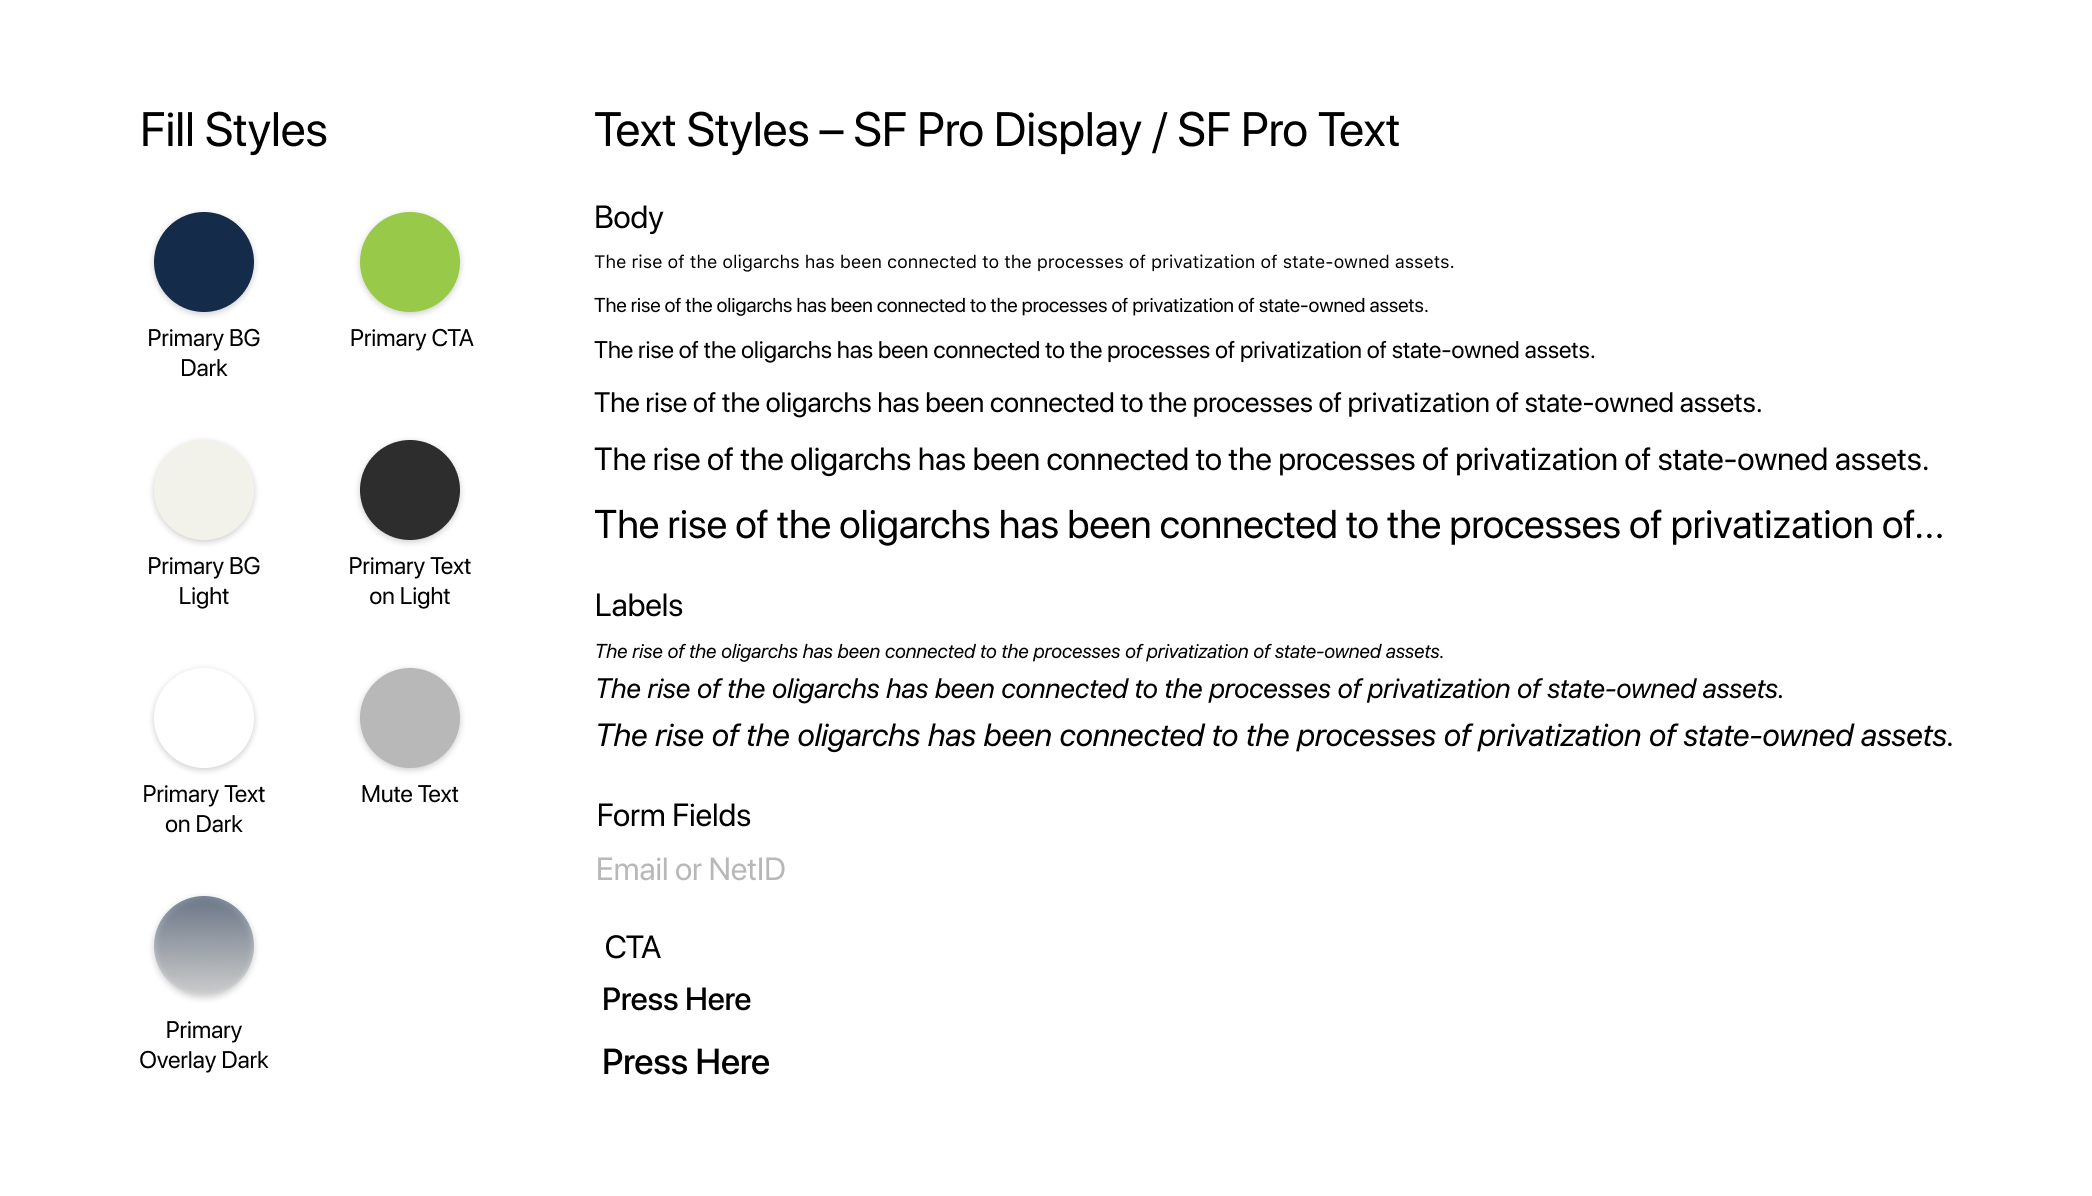 Fill Styles
Primary BG
Dark
Primary CTA
Primary BG
Light
Primary Text
on Light
Primary Text
on Dark
Mute Text
Primary
Overlay Dark
Text Styles – SF Pro Display / SF Pro Text
Body
The rise of the oligarchs has been connected to the processes of privatization of state-owned assets.
The rise of the oligarchs has been connected to the processes of privatization of state-owned assets.
The rise of the oligarchs has been connected to the processes of privatization of state-owned assets.
The rise of the oligarchs has been connected to the processes of privatization of state-owned assets.
The rise of the oligarchs has been connected to the processes of privatization of state-owned assets.
The rise of the oligarchs has been connected to the processes of privatization of...
Labels
The rise of the oligarchs has been connected to the processes of privatization of state-owned assets.
The rise of the oligarchs has been connected to the processes of privatization of state-owned assets.
The rise of the oligarchs has been connected to the processes of privatization of state-owned assets.
Form Fields
Email or NetID
CTA
Press Here
Press Here